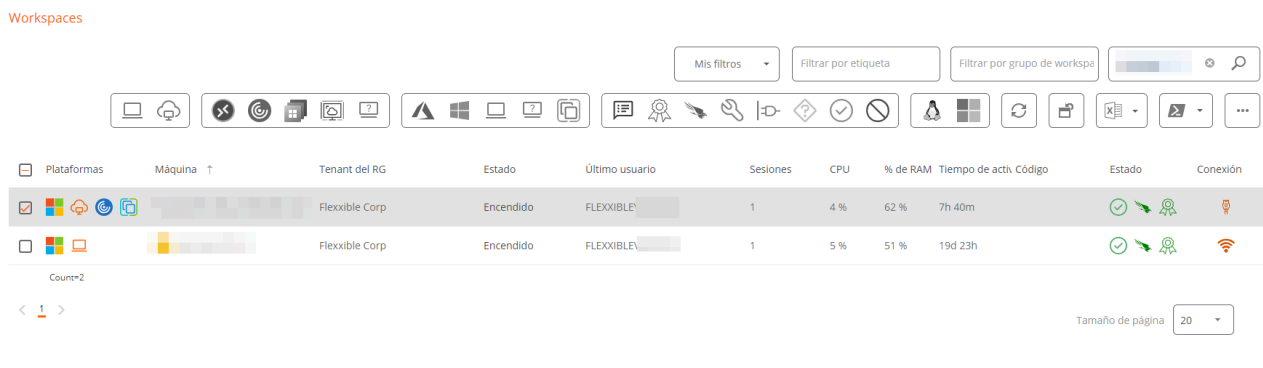 Workspaces
Mis filtros
Filtrar por etiqueta
Filtrar por grupo de workspa
?
?
?
...
Plataformas Máquina ↑ Tenant del RG Estado Último usuario Sesiones CPU % de RAM Tiempo de activ Código Estado Conexión
Flexxible Corp Encendido FLEXXIBLE\ 1 4 % 62 % 7h 40m
Flexxible Corp Encendido FLEXXIBLE\ 1 5 % 51 % 19d 23h
Count=2
< 1 >
Tamaño de página 20